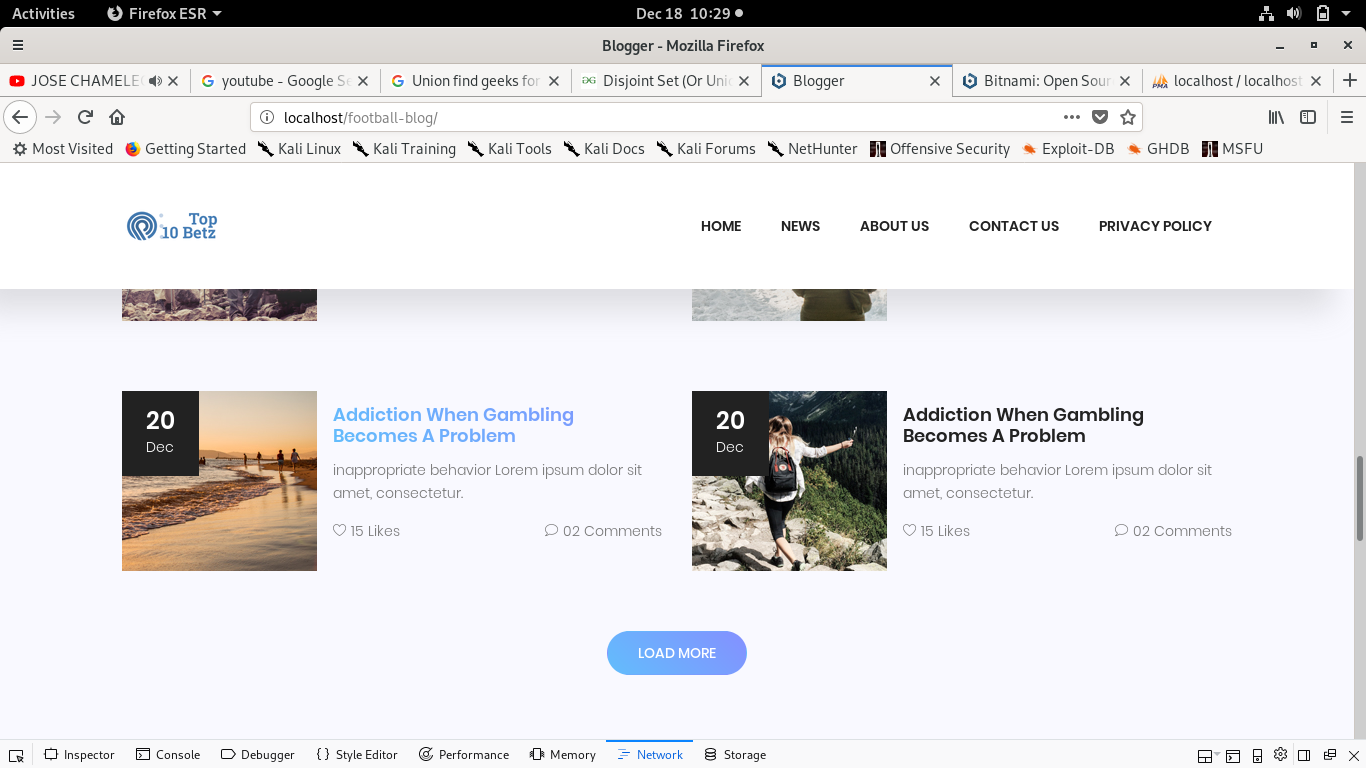 Activities Firefox ESR Dec 18 10:29
Blogger - Mozilla Firefox
JOSE CHAMELE youtube - Google Se Union find geeks for Disjoint Set (Or Unio Blogger Bitnami: Open Sour localhost / localhost
localhost/football-blog/
Most Visited Getting Started Kali Linux Kali Training Kali Tools Kali Docs Kali Forums NetHunter Offensive Security Exploit-DB GHDB MSFU
Top
10 Betz
HOME NEWS ABOUT US CONTACT US PRIVACY POLICY
20
Dec
Addiction When Gambling
Becomes A Problem
inappropriate behavior Lorem ipsum dolor sit
amet, consectetur.
15 Likes 02 Comments
20
Dec
Addiction When Gambling
Becomes A Problem
inappropriate behavior Lorem ipsum dolor sit
amet, consectetur.
15 Likes 02 Comments
LOAD MORE
Inspector Console Debugger Style Editor Performance Memory Network Storage